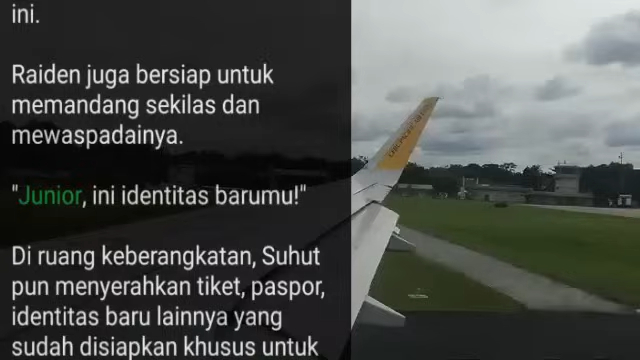 ini.
Raiden juga bersiap untuk
memandang sekilas dan
mewaspadainya.
"Junior, ini identitas barumu!"
Di ruang keberangkatan, Suhut
pun menyerahkan tiket, paspor,
identitas baru lainnya yang
sudah disiapkan khusus untuk